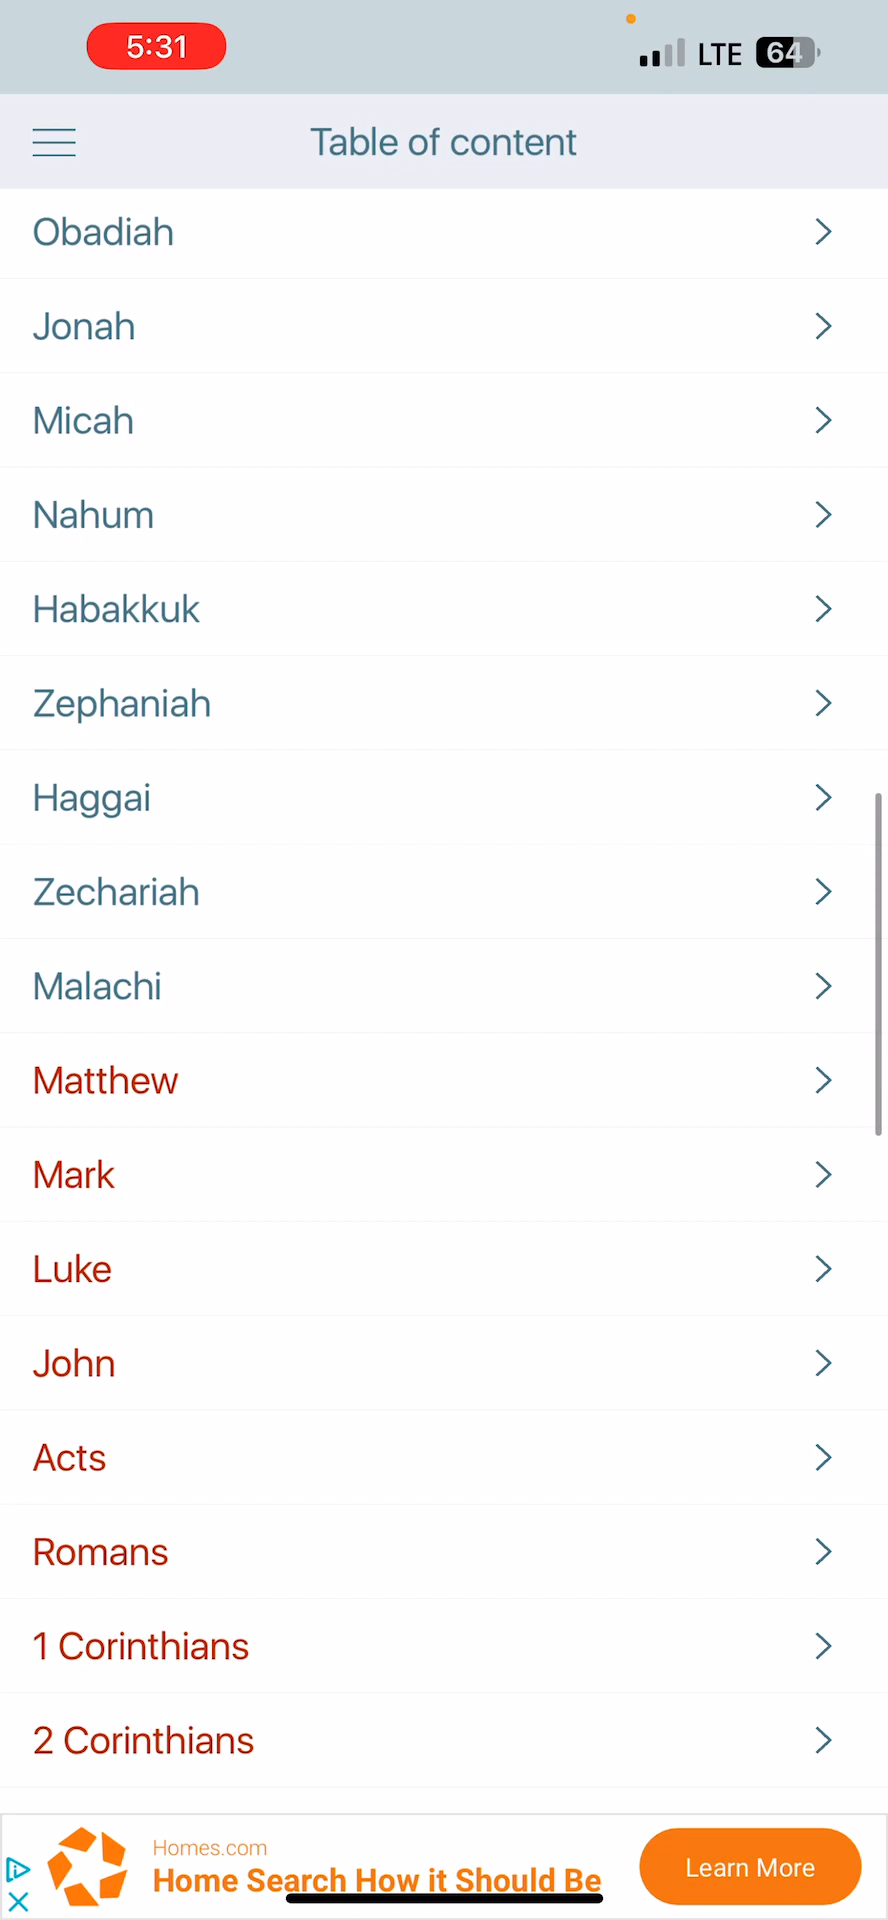 5:31
LTE 64
Table of content
Obadiah
Jonah
Micah
Nahum
Habakkuk
Zephaniah
Haggai
Zechariah
Malachi
Matthew
Mark
Luke
John
Acts
Romans
1 Corinthians
2 Corinthians
Homes.com
Home Search How it Should Be
Learn More